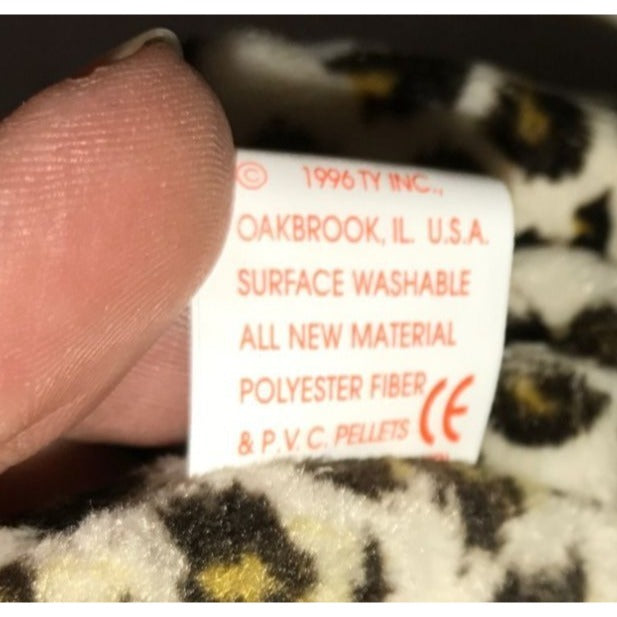 © 1996 TY INC.,
OAKBROOK, IL. U.S.A.
SURFACE WASHABLE
ALL NEW MATERIAL
POLYESTER FIBER
& P.V.C. PELLETS CE